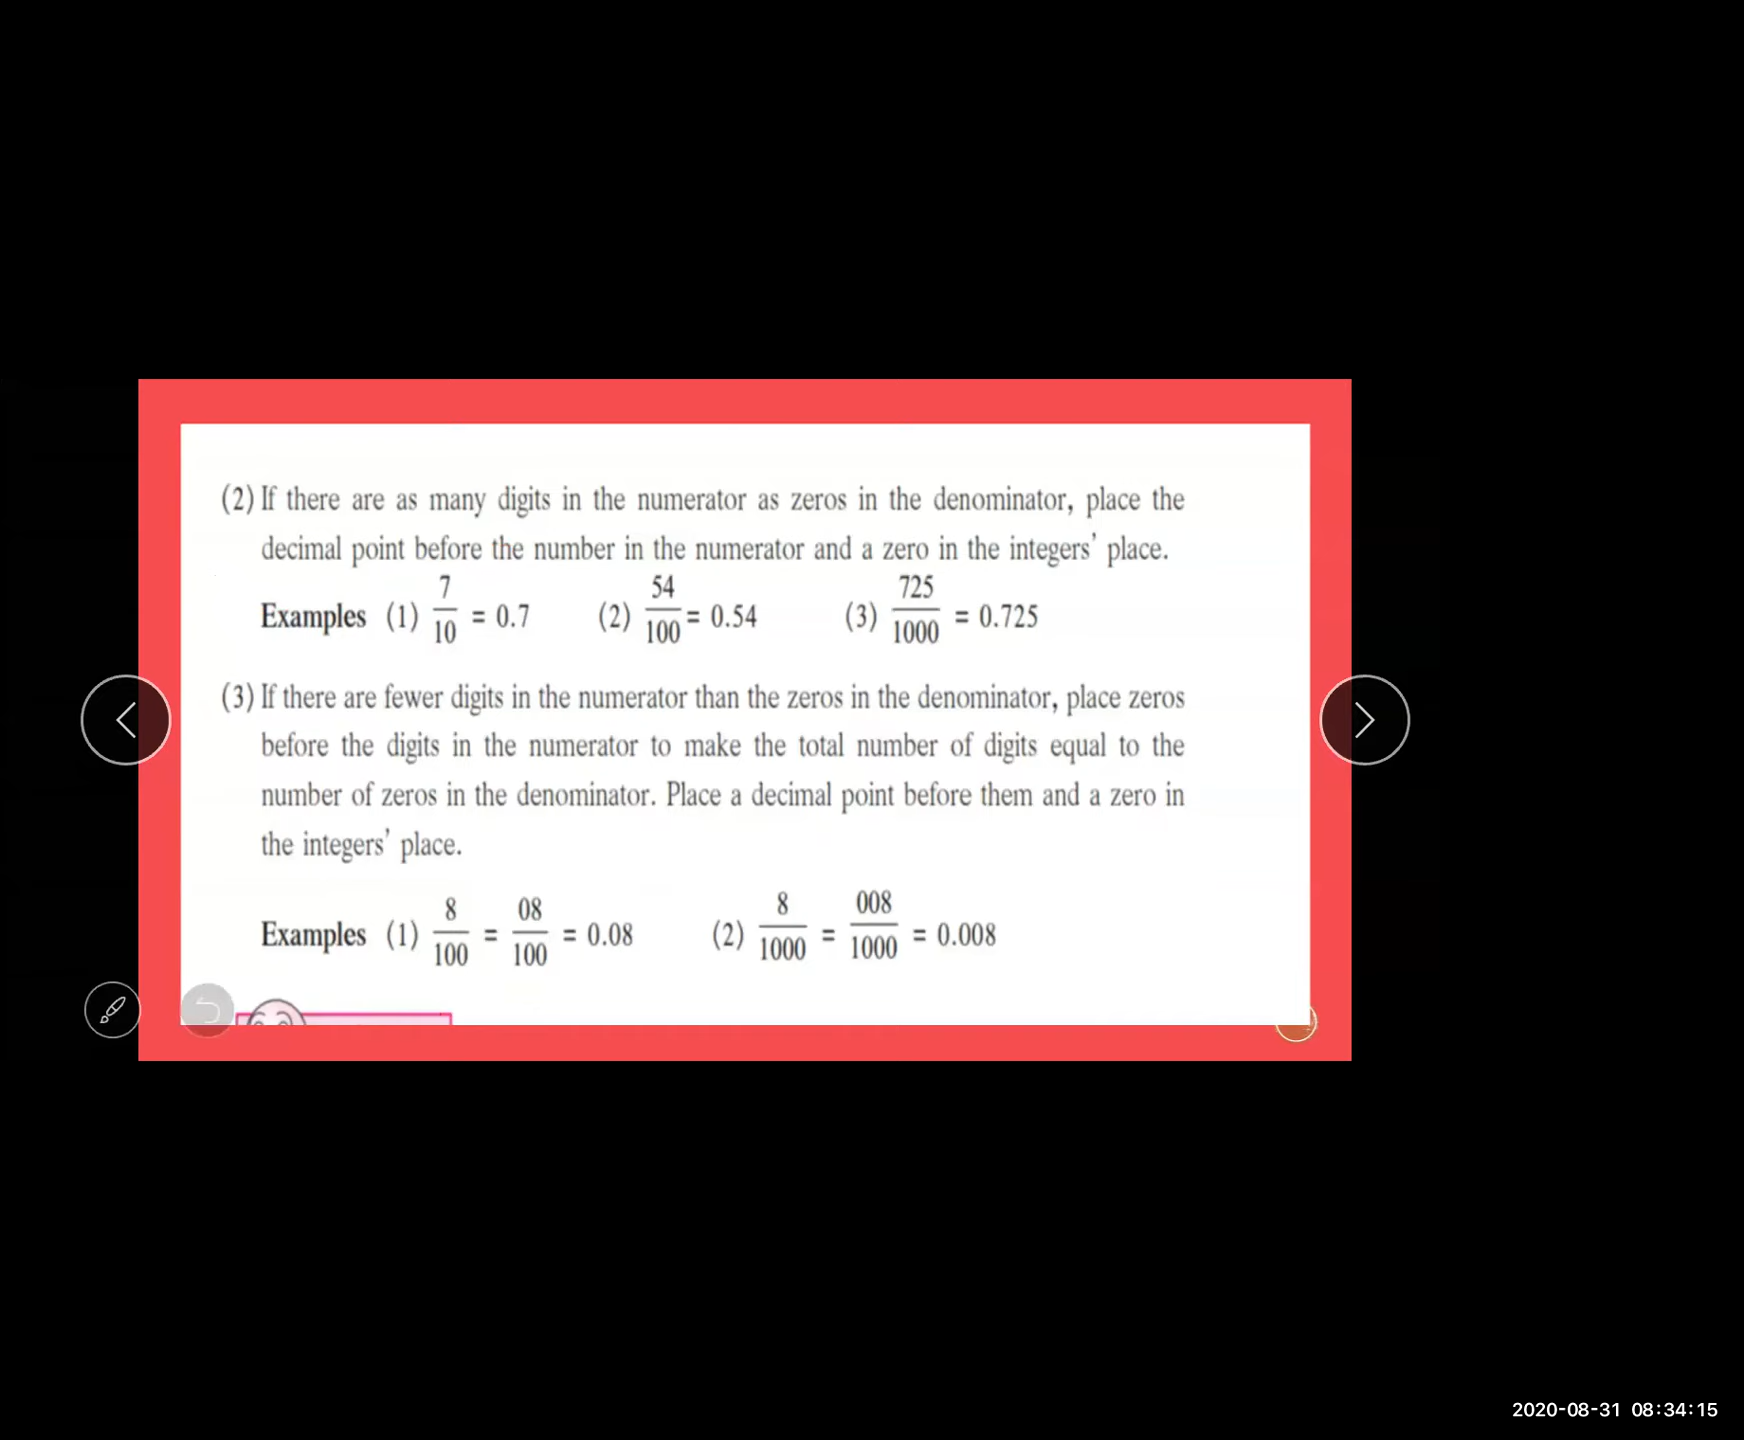 (2) If there are as many digits in the numerator as zeros in the denominator, place the
decimal point before the number in the numerator and a zero in the integers' place.
Examples (1) 7/10 = 0.7 (2) 54/100 = 0.54 (3) 725/1000 = 0.725
(3) If there are fewer digits in the numerator than the zeros in the denominator, place zeros
before the digits in the numerator to make the total number of digits equal to the
number of zeros in the denominator. Place a decimal point before them and a zero in
the integers' place.
Examples (1) 8/100 = 08/100 = 0.08 (2) 8/1000 = 008/1000 = 0.008
2020-08-31 08:34:15